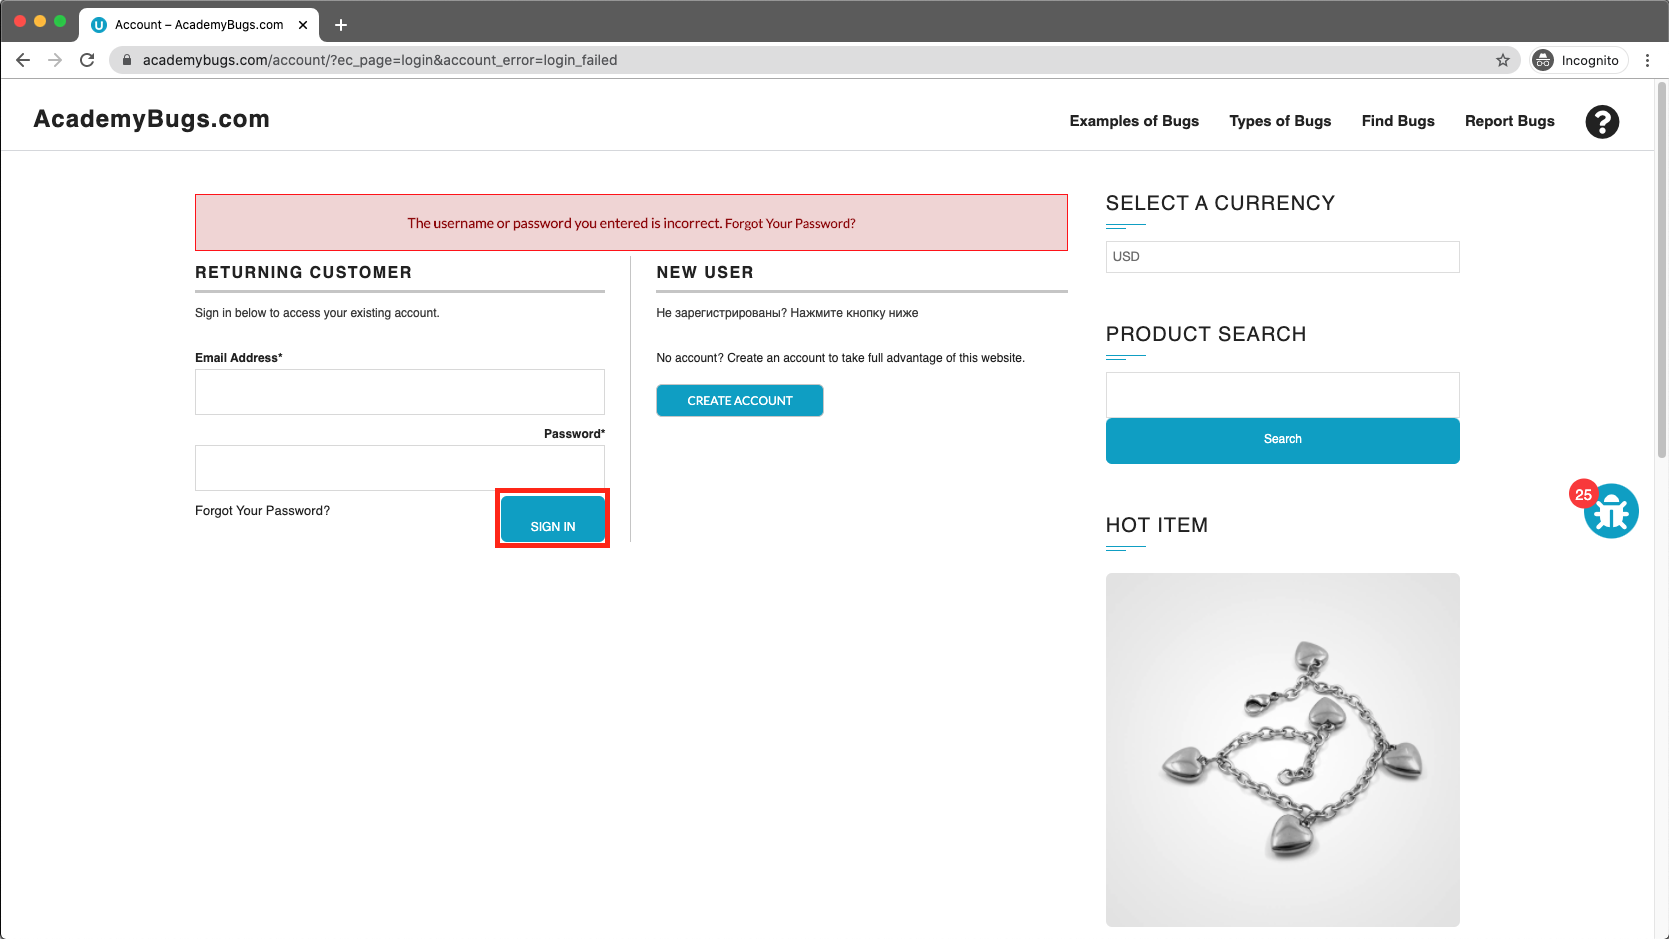 Account – AcademyBugs.com
academybugs.com/account/?ec_page=login&account_error=login_failed
Incognito
AcademyBugs.com
Examples of Bugs
Types of Bugs
Find Bugs
Report Bugs
?
The username or password you entered is incorrect. Forgot Your Password?
RETURNING CUSTOMER
Sign in below to access your existing account.
Email Address*
Password*
Forgot Your Password?
SIGN IN
NEW USER
Не зарегистрированы? Нажмите кнопку ниже
No account? Create an account to take full advantage of this website.
CREATE ACCOUNT
SELECT A CURRENCY
USD
PRODUCT SEARCH
Search
25
HOT ITEM